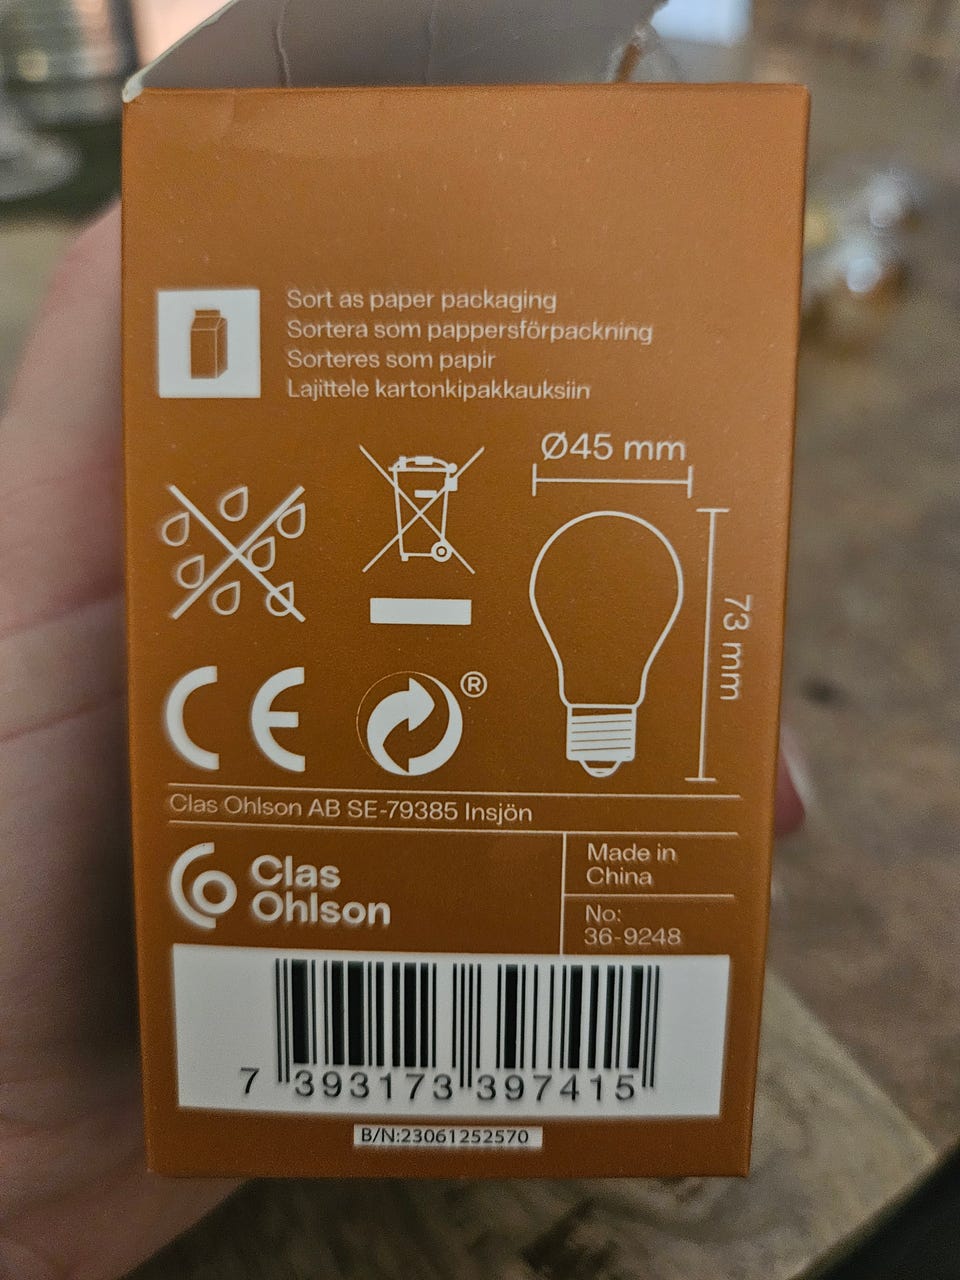 Sort as paper packaging
Sortera som pappersförpackning
Sorteres som papir
Lajittele kartonkipakkauksiin
Ø45 mm
73 mm
CE
®
Clas Ohlson AB SE-79385 Insjön
Clas
Ohlson
Made in
China
No:
36-9248
7 393173 397415
B/N:23061252570